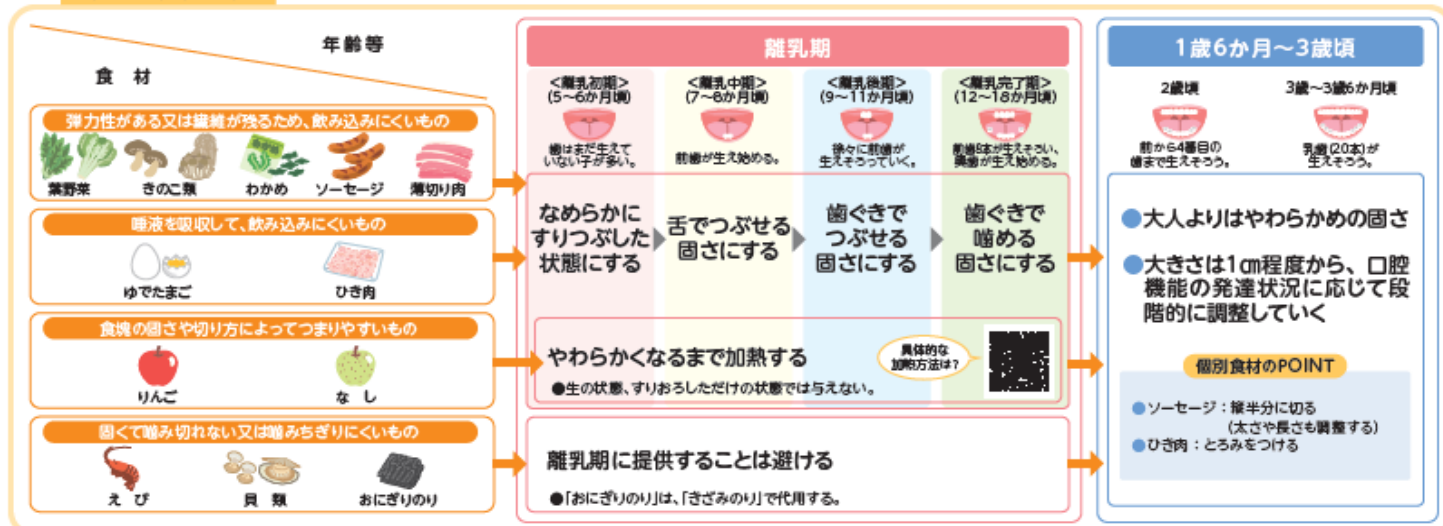 年齢等
食材
離乳期
1歳6か月～3歳頃
<離乳初期>
(5～6か月頃)
歯はまだ生えて
いない子が多い。
<離乳中期>
(7～8か月頃)
前歯が生え始める。
<離乳後期>
(9～11か月頃)
徐々に前歯が
生えそろっていく。
<離乳完了期>
(12～18か月頃)
前歯8本が生えそろい、
奥歯が生え始める。
2歳頃
前から4番目の
歯まで生えそろう。
3歳～3歳6か月頃
乳歯(20本)が
生えそろう。
弾力性がある又は繊維が残るため、飲み込みにくいもの
葉野菜
きのこ類
わかめ
ソーセージ
薄切り肉
唾液を吸収して、飲み込みにくいもの
ゆでたまご
ひき肉
食塊の固さや切り方によってつまりやすいもの
りんご
なし
固くて噛み切れない又は噛みちぎりにくいもの
えび
貝類
おにぎりのり
なめらかに
すりつぶした
状態にする
舌でつぶせる
固さにする
歯ぐきで
つぶせる
固さにする
歯ぐきで
噛める
固さにする
やわらかくなるまで加熱する
●生の状態、すりおろしただけの状態では与えない。
具体的な
加熱方法は？
離乳期に提供することは避ける
●「おにぎりのり」は、「きざみのり」で代用する。
●大人よりはやわらかめの固さ
●大きさは1㎝程度から、口腔
機能の発達状況に応じて段
階的に調整していく
個別食材のPOINT
●ソーセージ：縦半分に切る
(太さや長さも調整する)
●ひき肉：とろみをつける